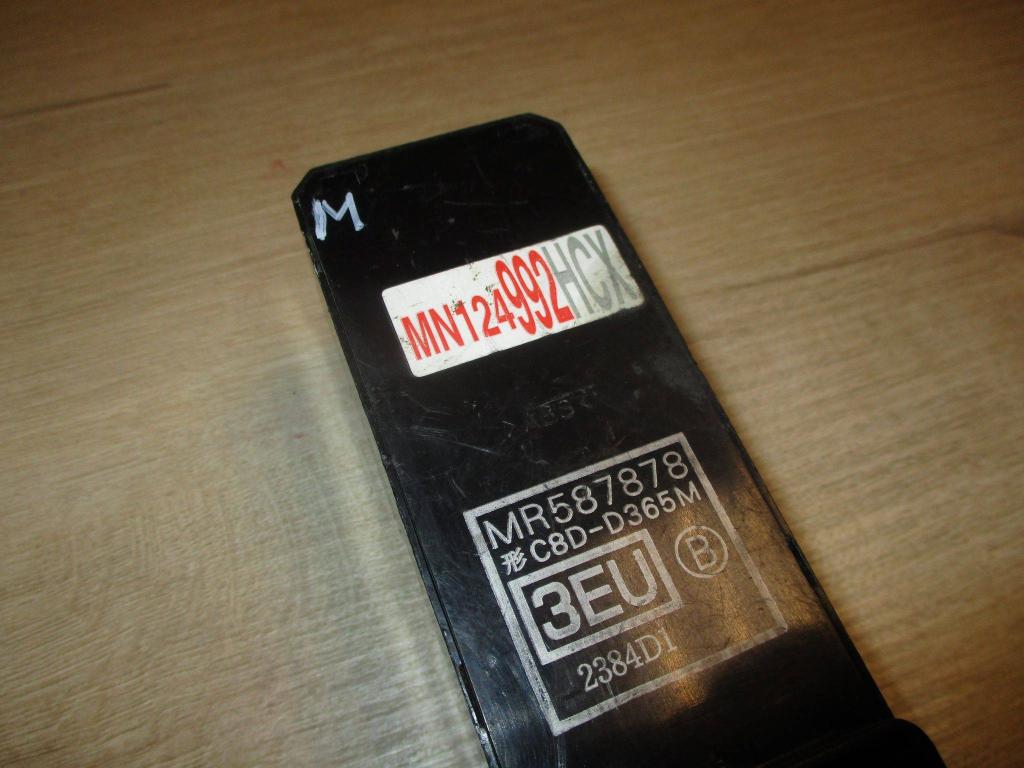 M
MN124992HCX
MR587878
形 C8D-D365M
3EU B
2384D1